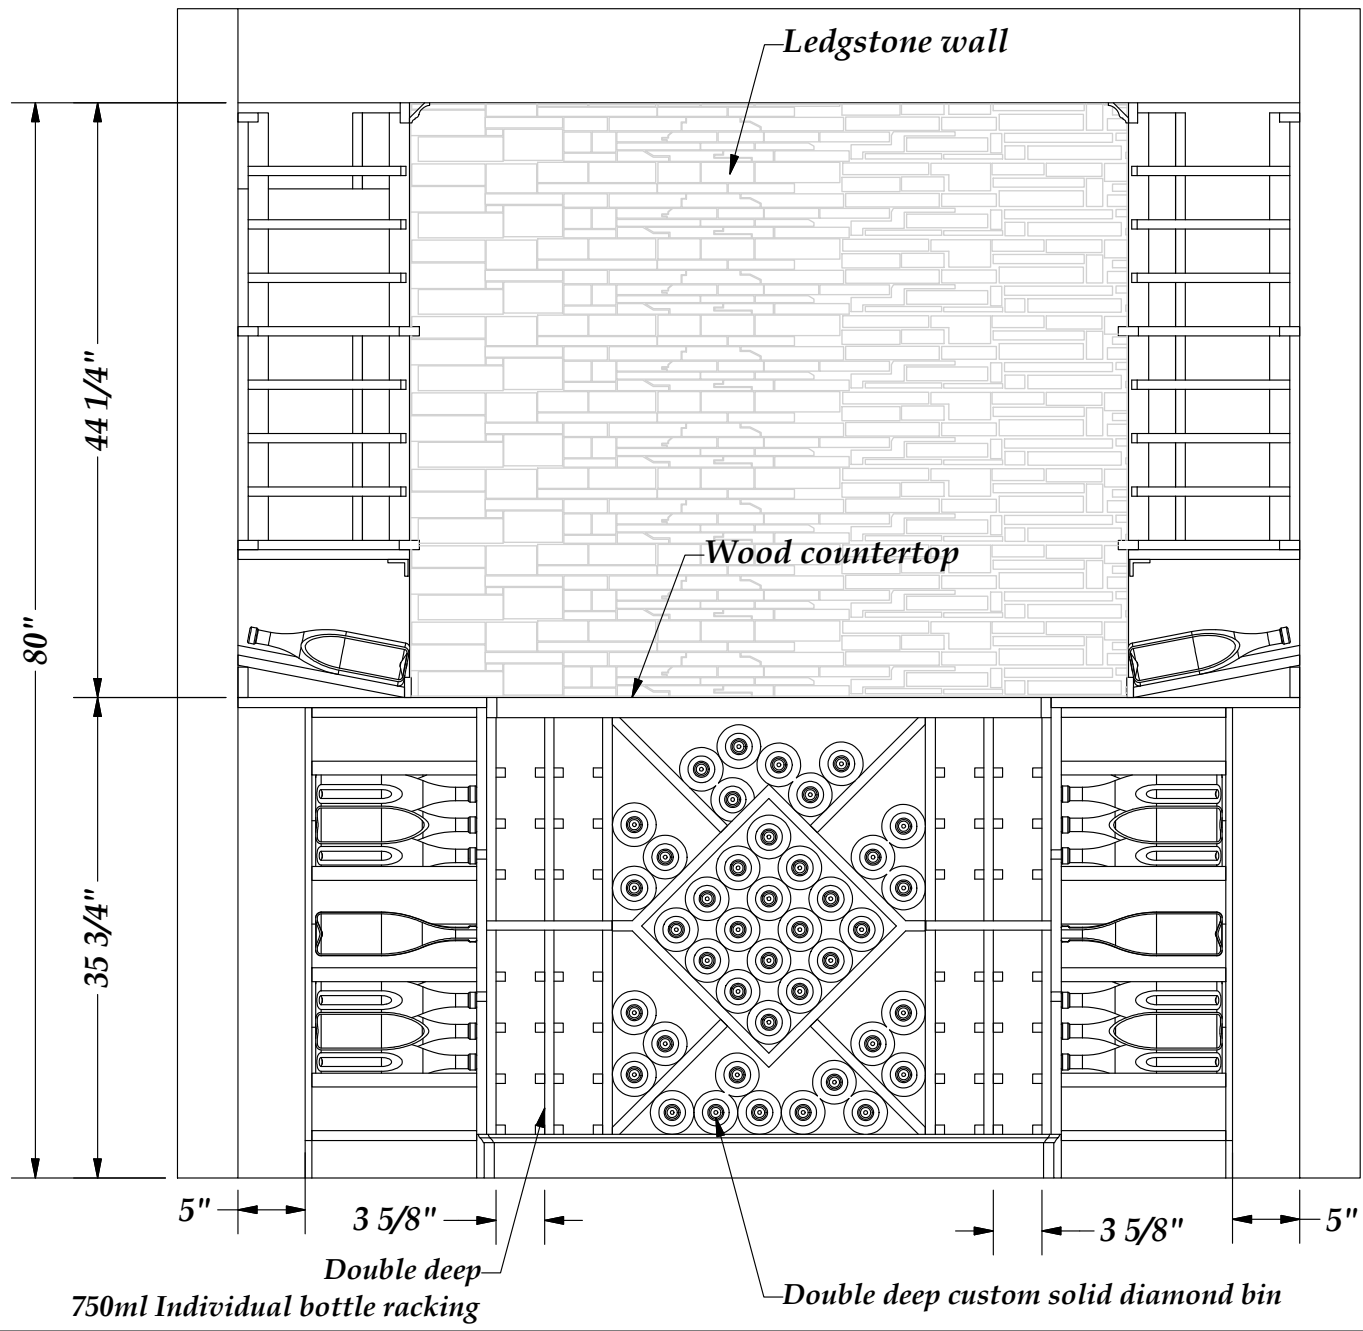 Ledgstone wall
44 1/4"
Wood countertop
80"
35 3/4"
5"
3 5/8"
3 5/8"
5"
Double deep
750ml Individual bottle racking
Double deep custom solid diamond bin